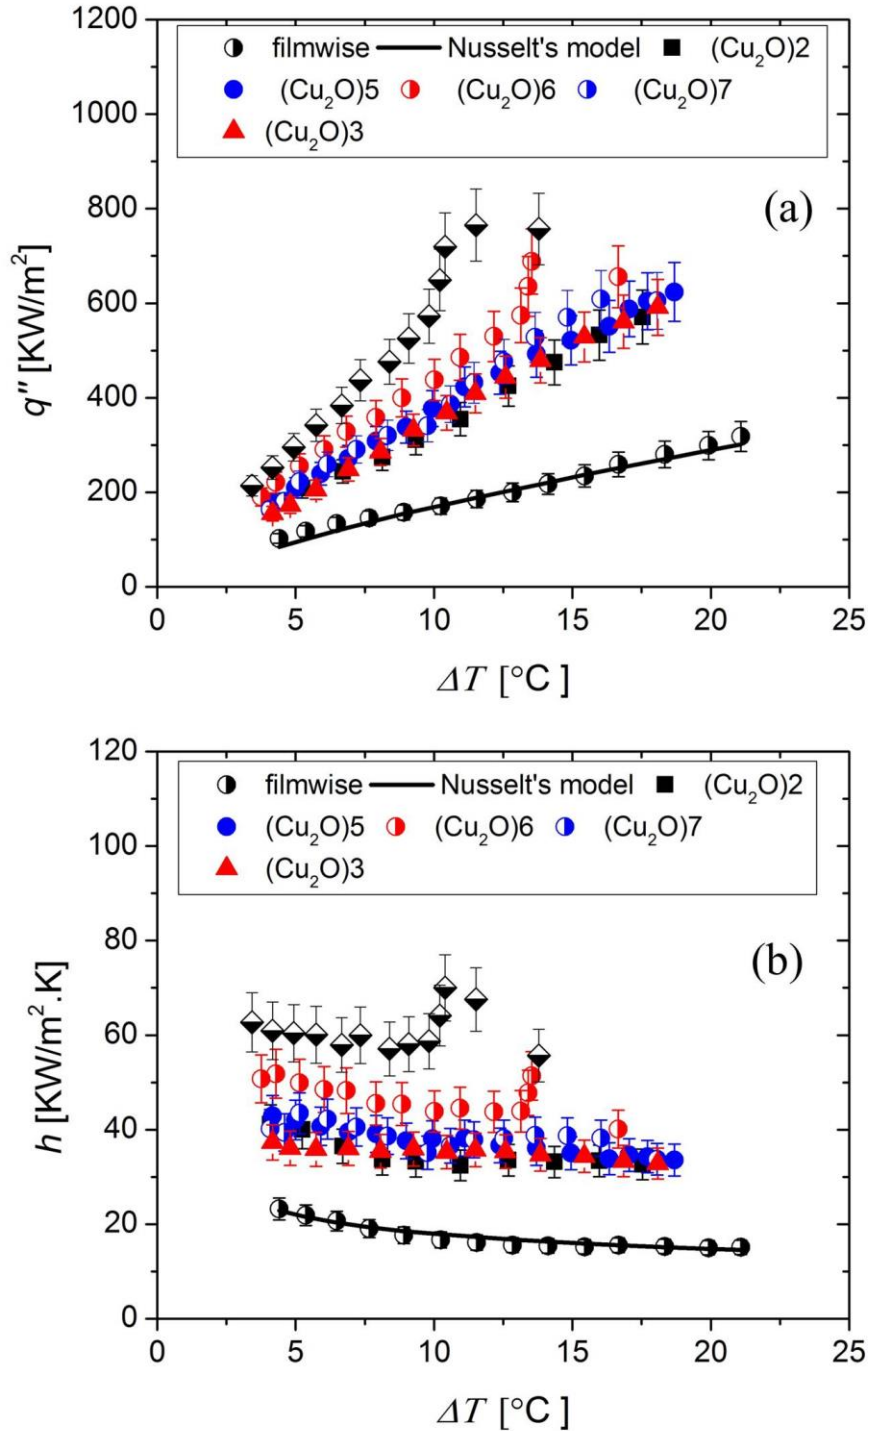 1200
filmwise Nusselt's model (Cu₂O)2
(Cu₂O)5 (Cu₂O)6 (Cu₂O)7
(Cu₂O)3
1000
800
600
400
200
0
(a)
q″ [KW/m²]
0 5 10 15 20 25
ΔT [°C ]
120
filmwise Nusselt's model (Cu₂O)2
(Cu₂O)5 (Cu₂O)6 (Cu₂O)7
(Cu₂O)3
100
80
60
40
20
0
(b)
h [KW/m².K]
0 5 10 15 20 25
ΔT [°C ]